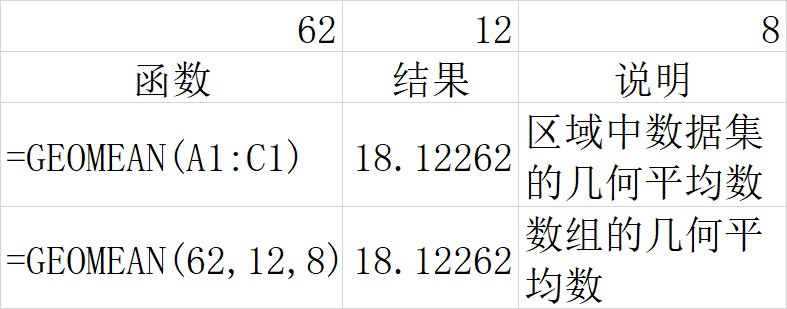 62 12 8
函数 结果 说明
=GEOMEAN(A1:C1) 18.12262 区域中数据集
的几何平均数
=GEOMEAN(62,12,8) 18.12262 数组的几何平
均数